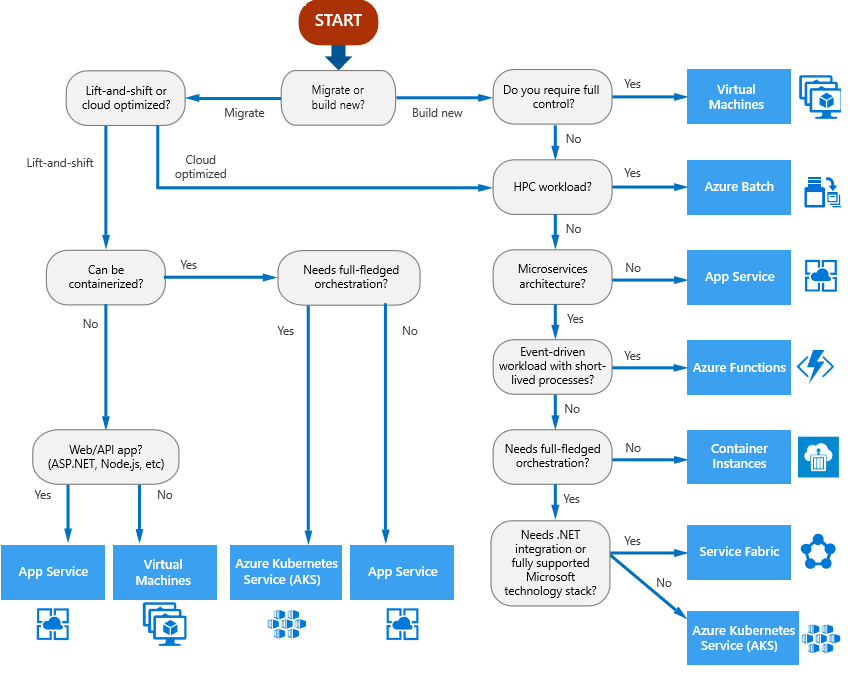 START
Migrate or
build new?
Lift-and-shift or
cloud optimized?
Migrate
Build new
Do you require full
control?
Yes
Virtual
Machines
No
Lift-and-shift
Cloud
optimized
HPC workload?
Yes
Azure Batch
No
Can be
containerized?
Yes
Needs full-fledged
orchestration?
Microservices
architecture?
No
App Service
Yes
No
Yes
No
Event-driven
workload with short-
lived processes?
Yes
Azure Functions
No
Web/API app?
(ASP.NET, Node.js, etc)
Needs full-fledged
orchestration?
No
Container
Instances
Yes
No
Yes
Needs .NET
integration or
fully supported
Microsoft
technology stack?
Yes
Service Fabric
No
App Service
Virtual
Machines
Azure Kubernetes
Service (AKS)
App Service
Azure Kubernetes
Service (AKS)